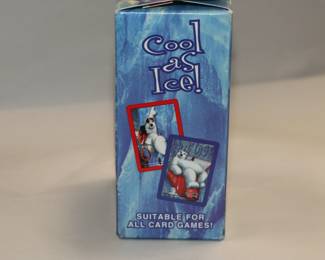 Cool
as
Ice!
SUITABLE FOR
ALL CARD GAMES!